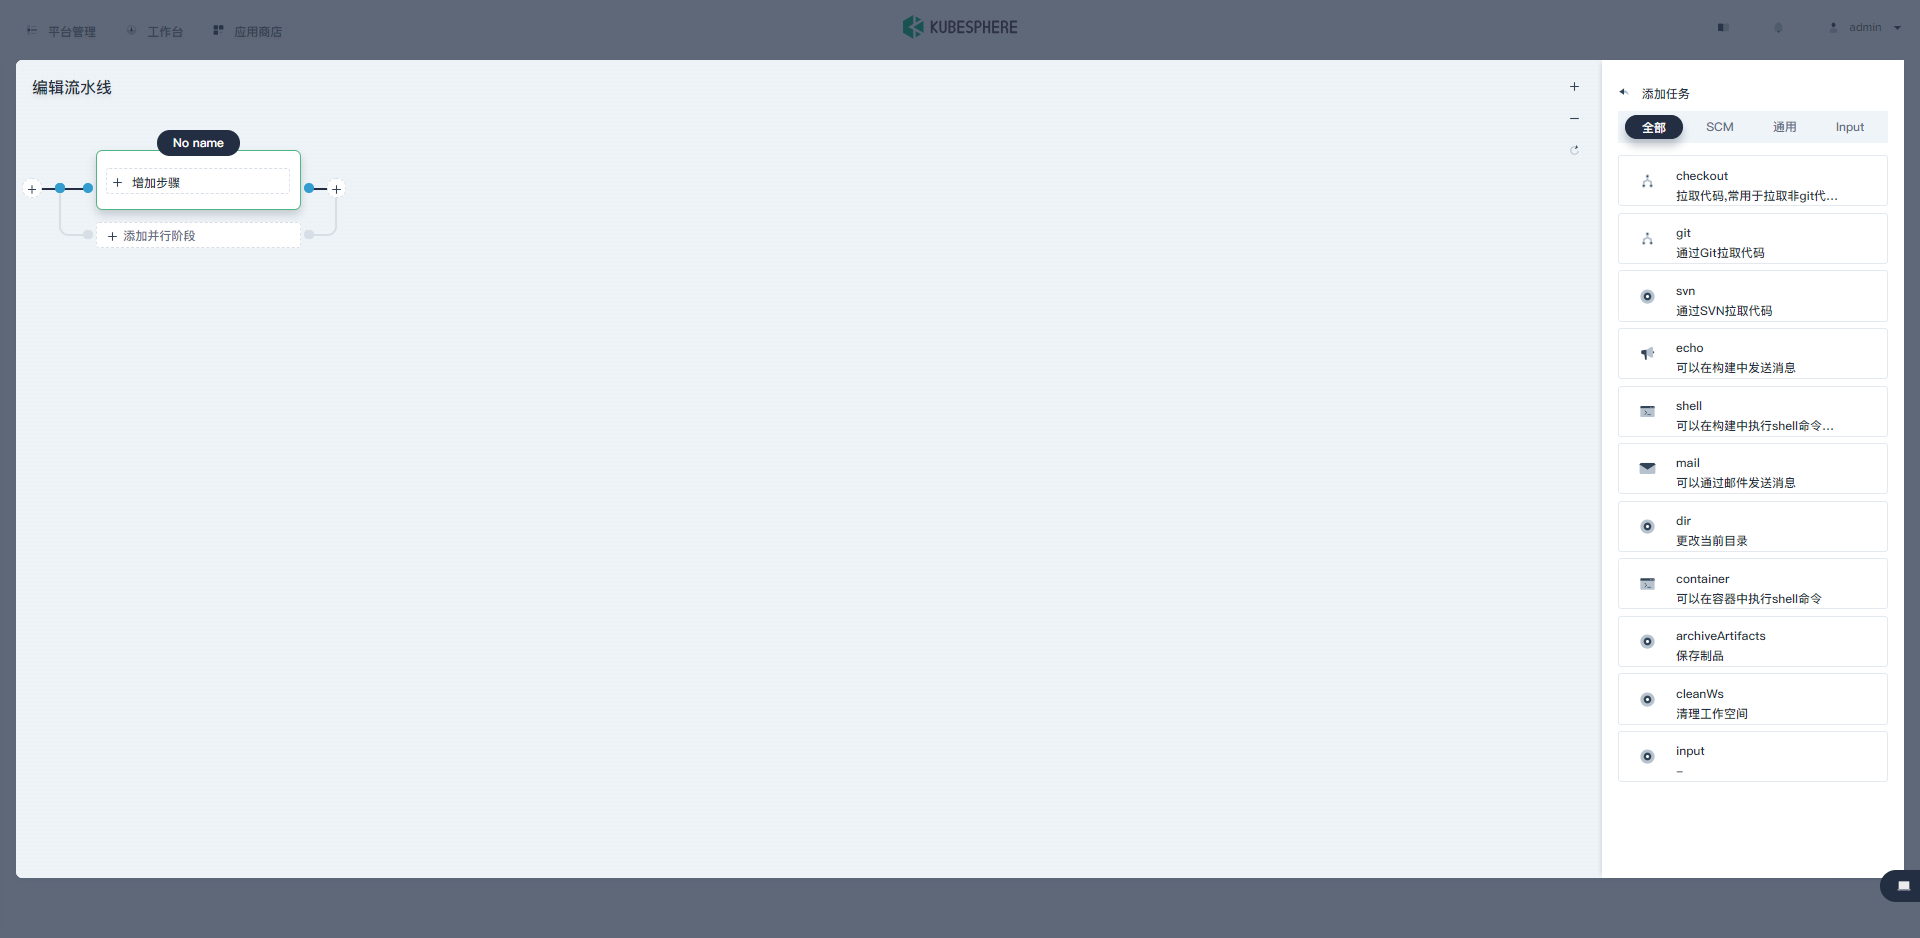 平台管理
工作台
应用商店
KUBESPHERE
admin
编辑流水线
No name
增加步骤
添加并行阶段
添加任务
全部
SCM
通用
Input
checkout
拉取代码,常用于拉取非git代...
git
通过Git拉取代码
svn
通过SVN拉取代码
echo
可以在构建中发送消息
shell
可以在构建中执行shell命令...
mail
可以通过邮件发送消息
dir
更改当前目录
container
可以在容器中执行shell命令
archiveArtifacts
保存制品
cleanWs
清理工作空间
input
–